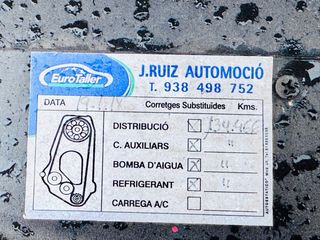 EuroTaller
J.RUIZ AUTOMOCIÓ
T. 938 498 752
DATA
Corretges Substituïdes Kms.
DISTRIBUCIÓ
C. AUXILIARS "
BOMBA D'AIGUA "
REFRIGERANT "
CARREGA A/C